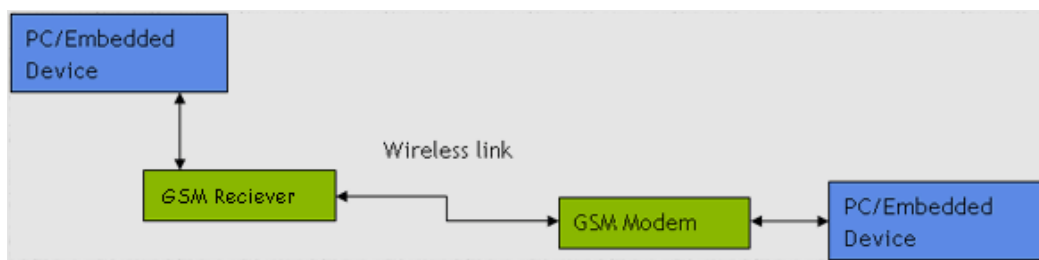 PC/Embedded
Device
Wireless link
GSM Reciever
GSM Modem
PC/Embedded
Device